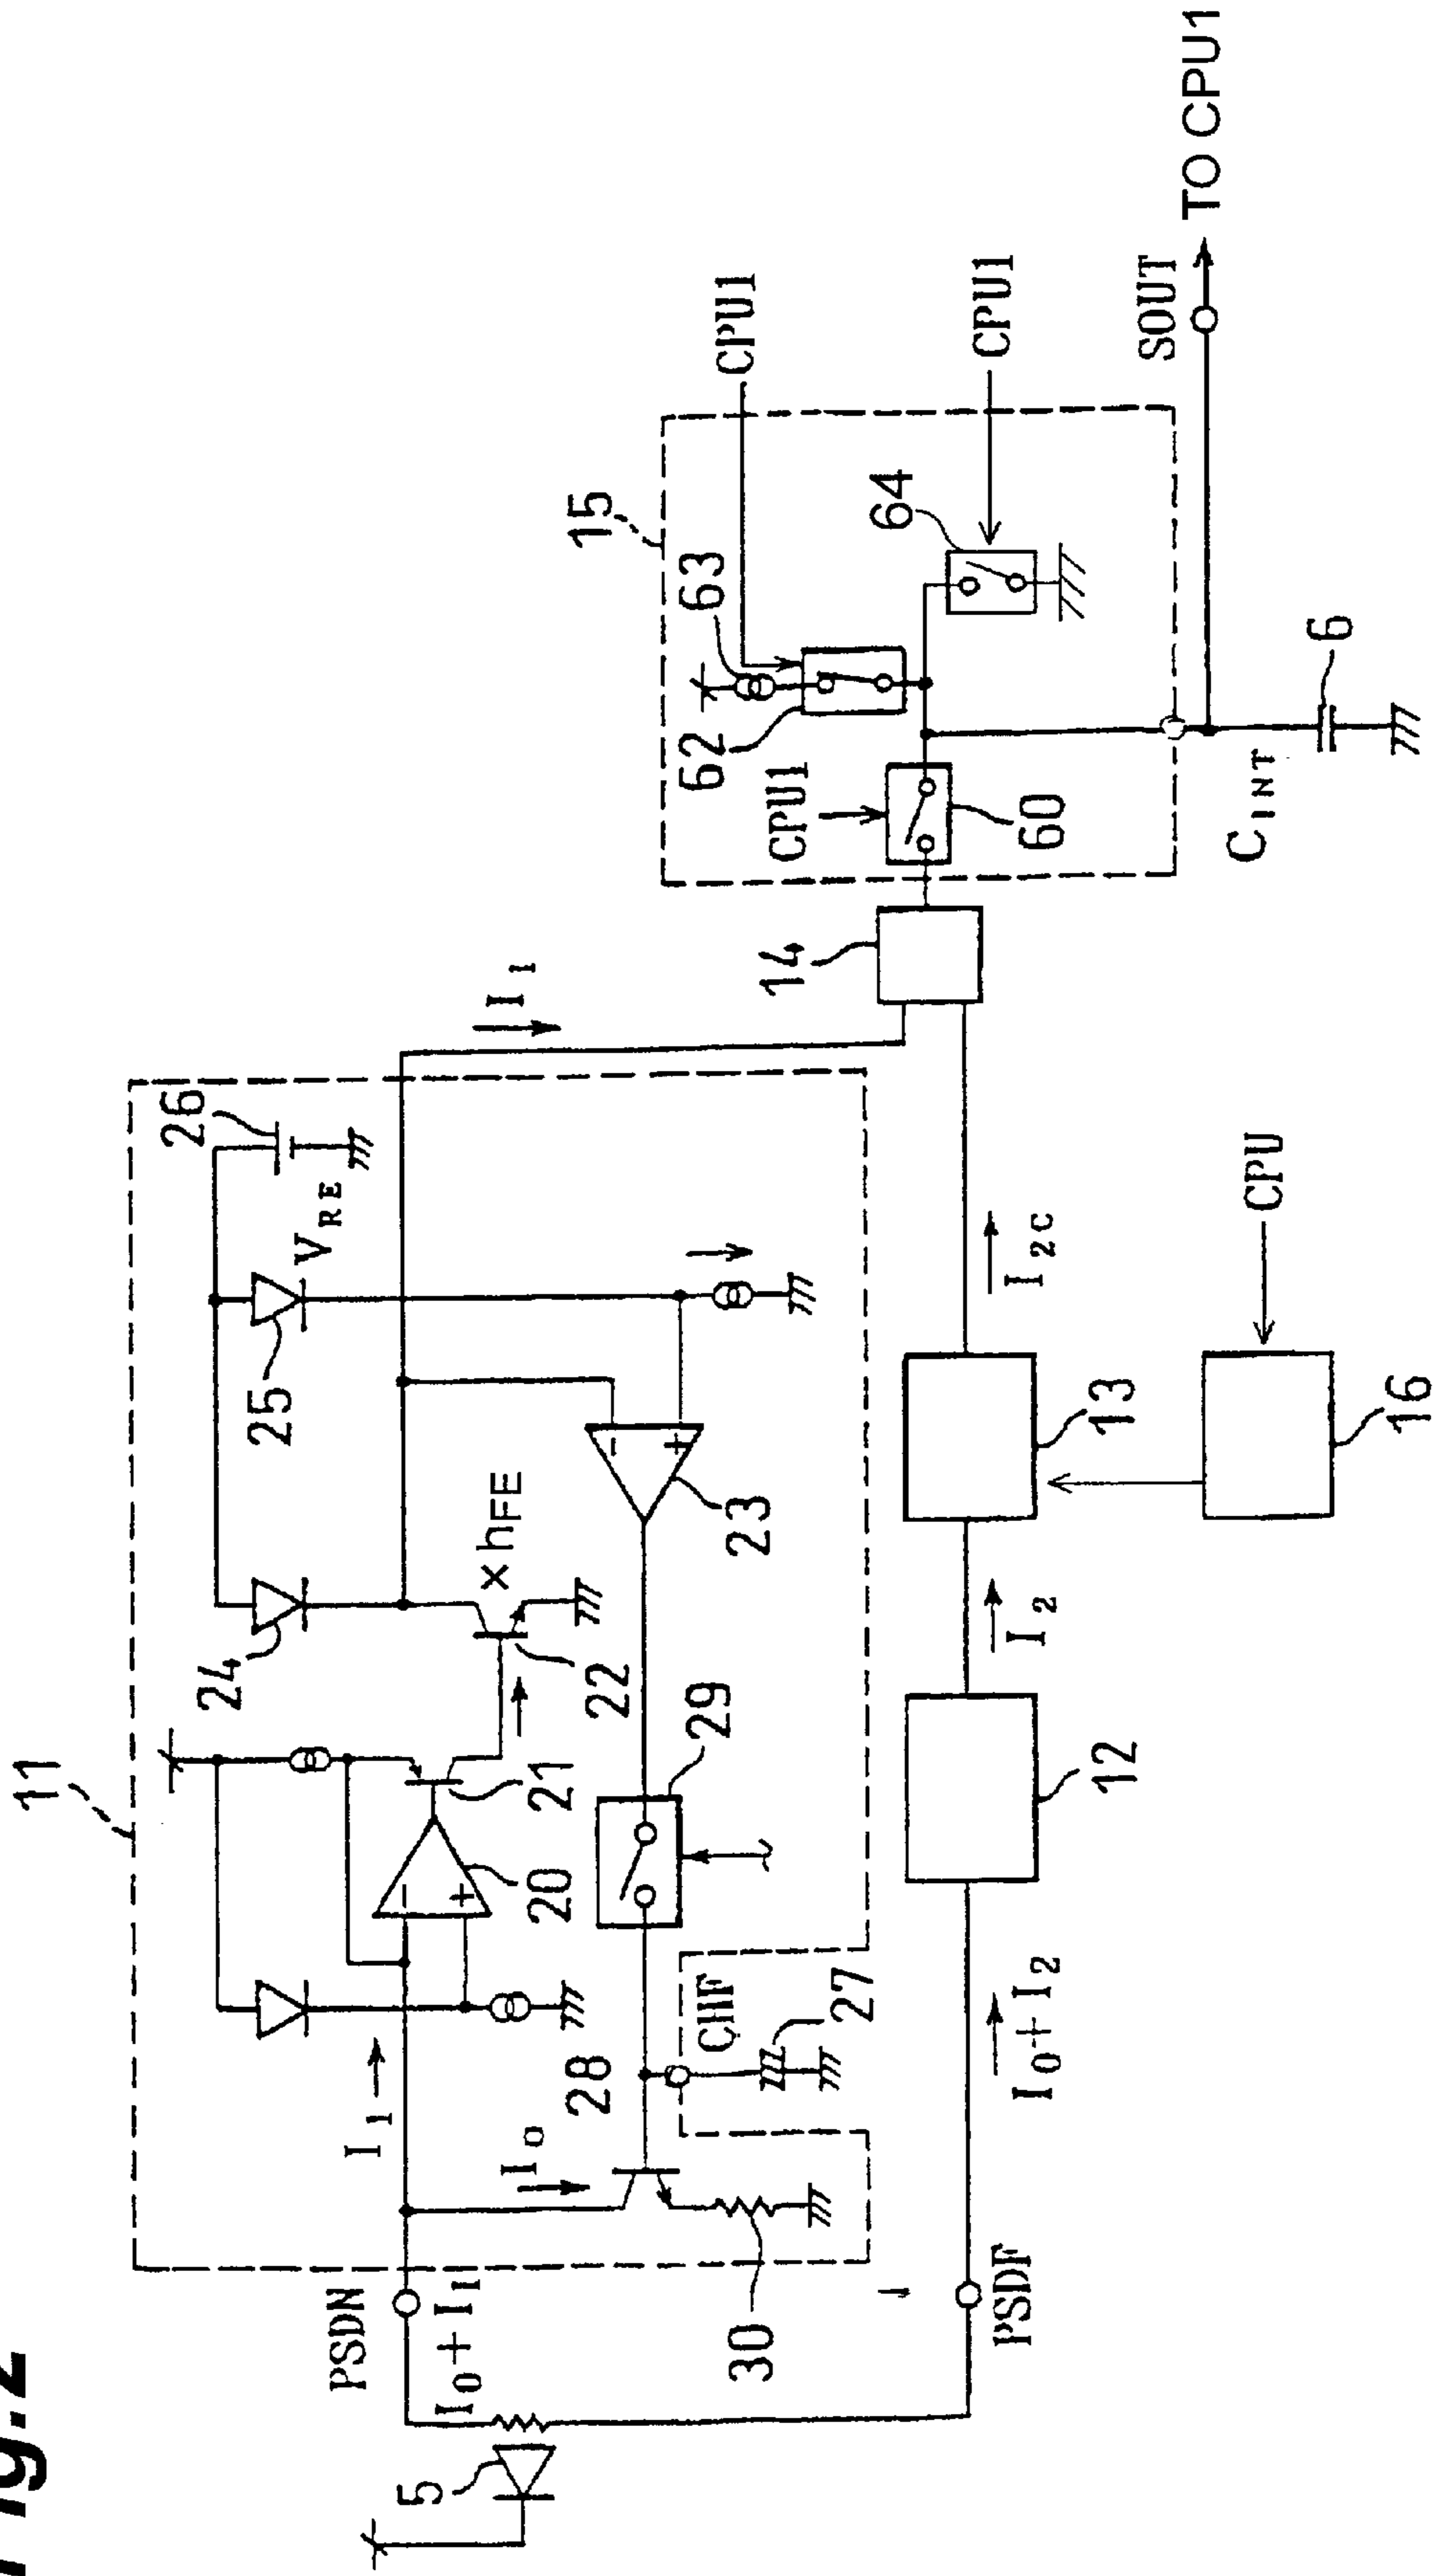 Fig.2
11
24
25
26
V RE
×hFE
21
22
20
23
29
28
CHF
27
30
PSDN
I0+I1
I1
I0
I1
5
PSDF
I0+I2
12
I2
13
I2C
16
CPU
14
15
CPU1
60
62
63
CPU1
64
CPU1
CINT
6
SOUT
TO CPU1